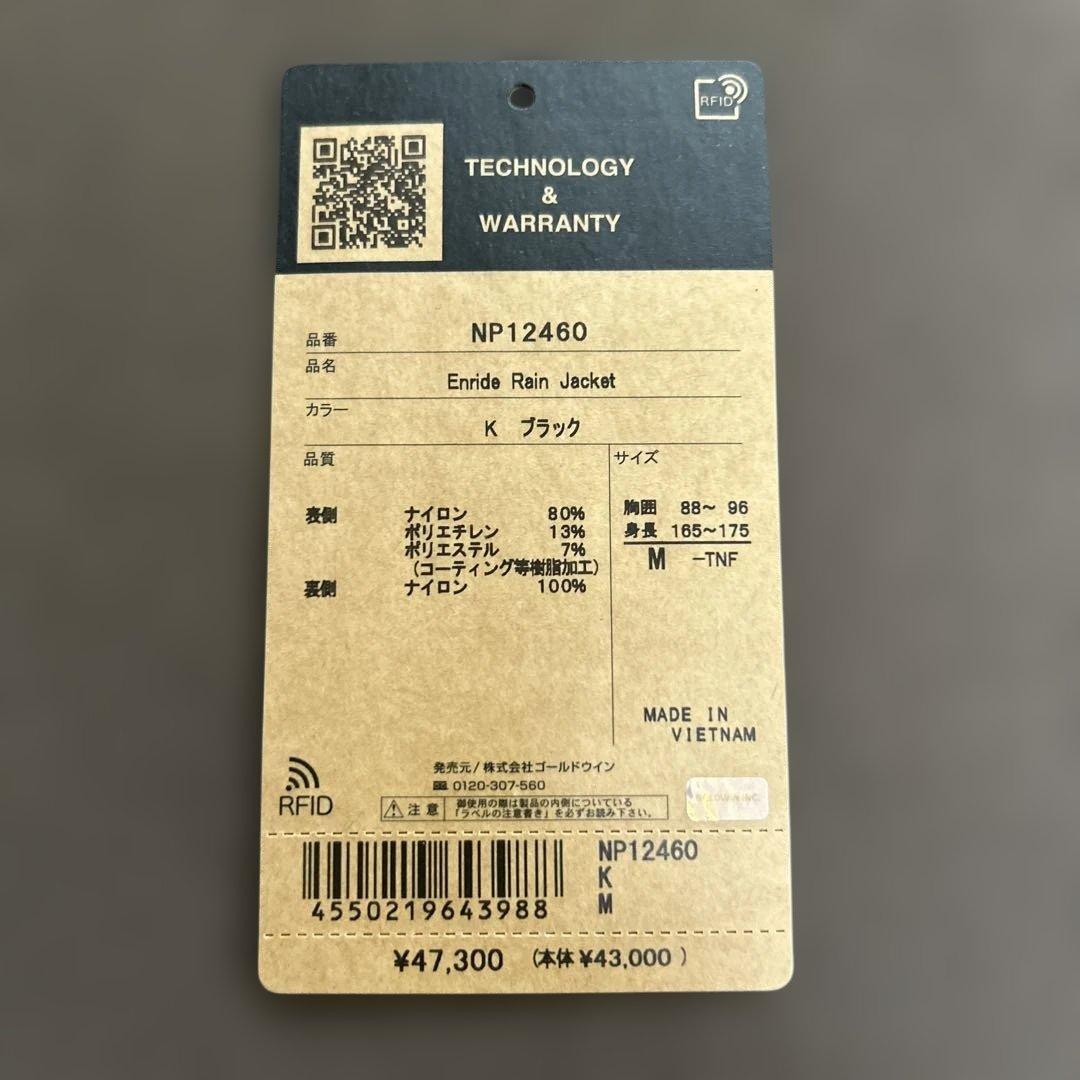 RFID
TECHNOLOGY
&
WARRANTY
品番 NP12460
品名 Enride Rain Jacket
カラー K ブラック
品質
表側 ナイロン 80%
ポリエチレン 13%
ポリエステル 7%
(コーティング等樹脂加工)
裏側 ナイロン 100%
サイズ
胸囲 88~ 96
身長 165~175
M -TNF
MADE IN
VIETNAM
発売元/株式会社ゴールドウイン
0120-307-560
RFID
注意 御使用の際は製品の内側についている
「ラベルの注意書き」を必ずお読み下さい。
GOLDWIN INC.
4550219643988
NP12460
K
M
¥47,300 (本体 ¥43,000 )